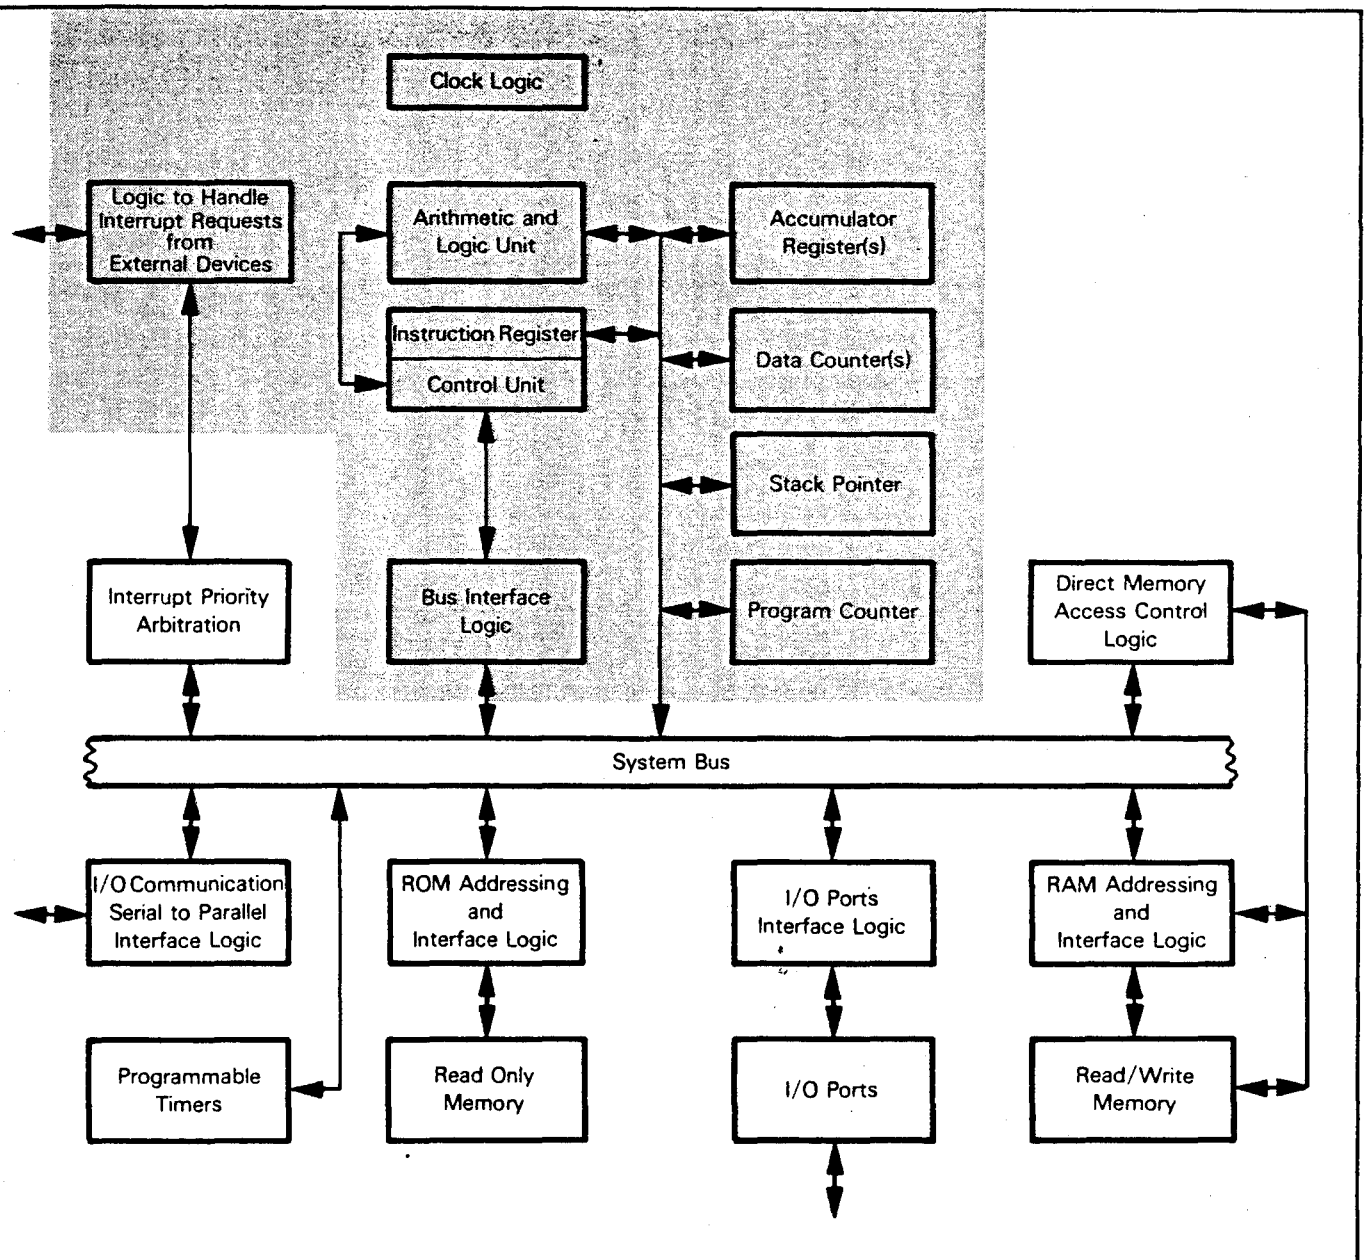 Clock Logic
Logic to Handle
Interrupt Requests
from
External Devices
Arithmetic and
Logic Unit
Accumulator
Register(s)
Instruction Register
Control Unit
Data Counter(s)
Stack Pointer
Interrupt Priority
Arbitration
Bus Interface
Logic
Program Counter
Direct Memory
Access Control
Logic
System Bus
I/O Communication
Serial to Parallel
Interface Logic
ROM Addressing
and
Interface Logic
I/O Ports
Interface Logic
RAM Addressing
and
Interface Logic
Programmable
Timers
Read Only
Memory
I/O Ports
Read/Write
Memory